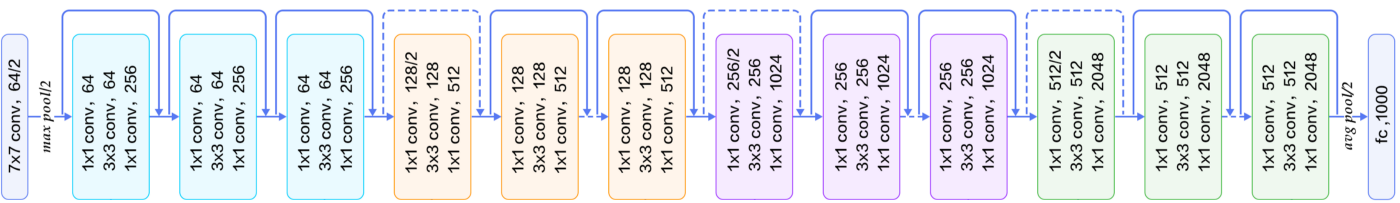 7x7 conv, 64/2
max pool/2
1x1 conv, 64
3x3 conv, 64
1x1 conv, 256
1x1 conv, 64
3x3 conv, 64
1x1 conv, 256
1x1 conv, 64
3x3 conv, 64
1x1 conv, 256
1x1 conv, 128/2
3x3 conv, 128
1x1 conv, 512
1x1 conv, 128
3x3 conv, 128
1x1 conv, 512
1x1 conv, 128
3x3 conv, 128
1x1 conv, 512
1x1 conv, 256/2
3x3 conv, 256
1x1 conv, 1024
1x1 conv, 256
3x3 conv, 256
1x1 conv, 1024
1x1 conv, 256
3x3 conv, 256
1x1 conv, 1024
1x1 conv, 512/2
3x3 conv, 512
1x1 conv, 2048
1x1 conv, 512
3x3 conv, 512
1x1 conv, 2048
1x1 conv, 512
3x3 conv, 512
1x1 conv, 2048
avg pool/2
fc ,1000